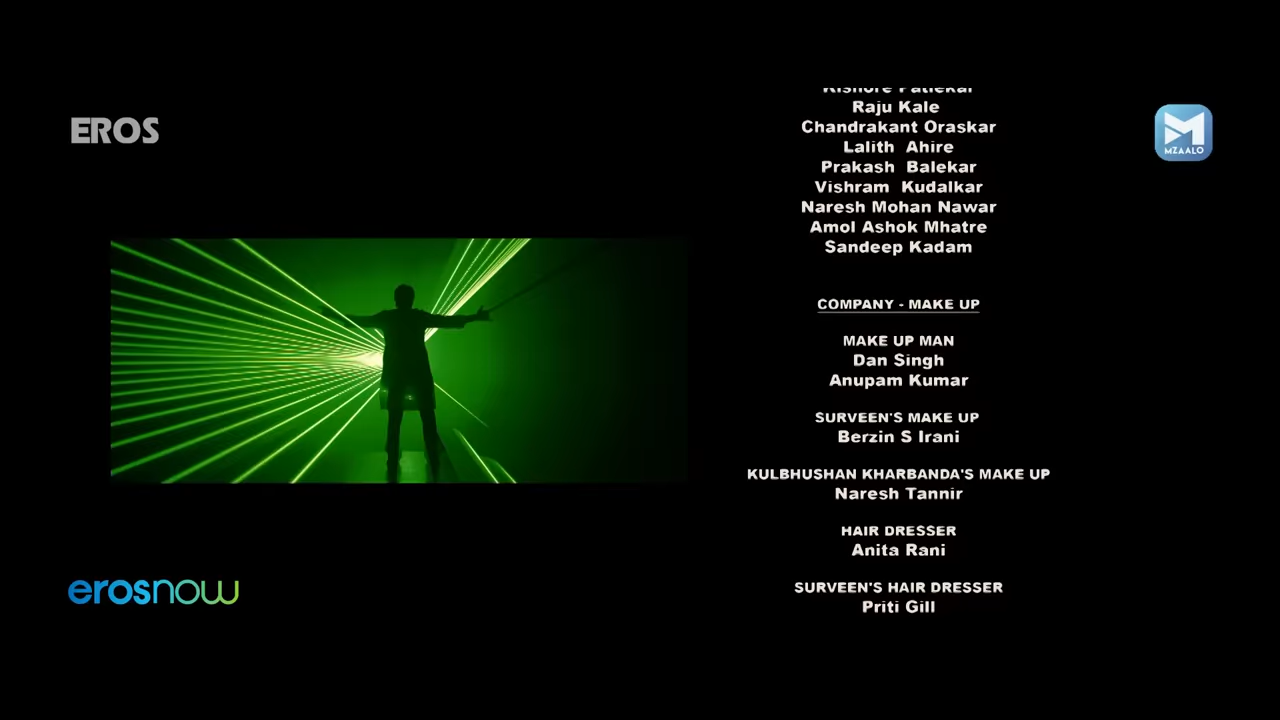 EROS
MZAALO
erosnow
Kishore Patlekar
Raju Kale
Chandrakant Oraskar
Lalith Ahire
Prakash Balekar
Vishram Kudalkar
Naresh Mohan Nawar
Amol Ashok Mhatre
Sandeep Kadam
COMPANY - MAKE UP
MAKE UP MAN
Dan Singh
Anupam Kumar
SURVEEN'S MAKE UP
Berzin S Irani
KULBHUSHAN KHARBANDA'S MAKE UP
Naresh Tannir
HAIR DRESSER
Anita Rani
SURVEEN'S HAIR DRESSER
Priti Gill